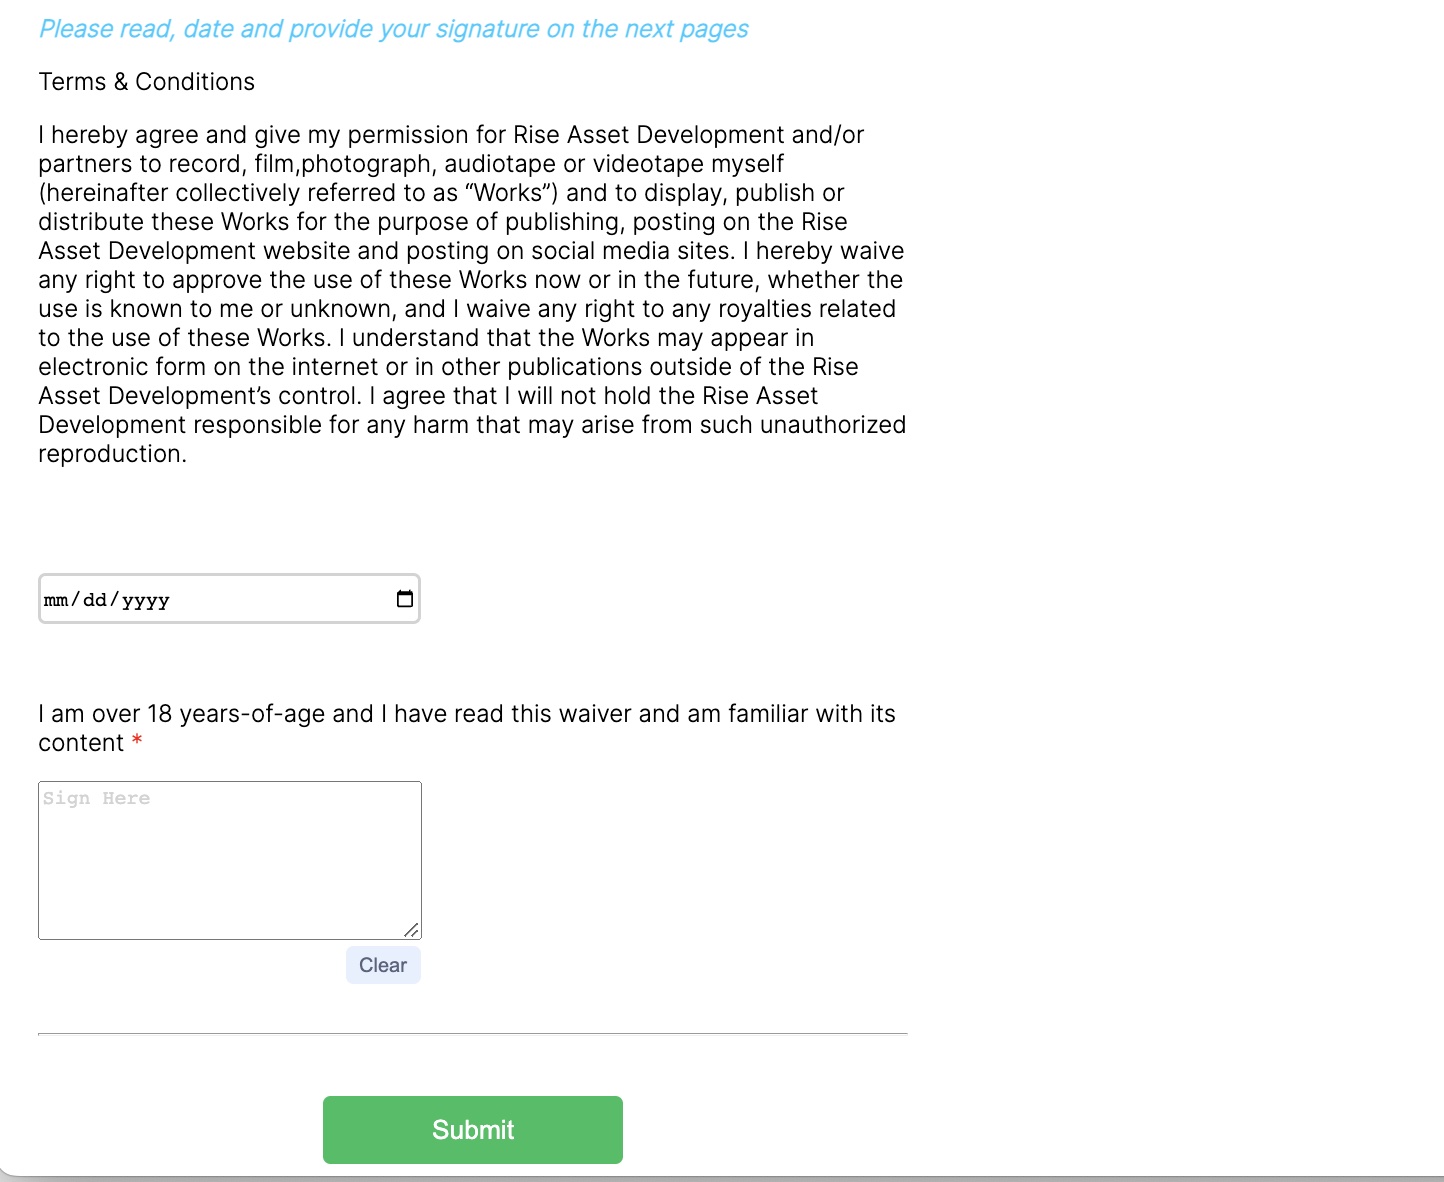 Please read, date and provide your signature on the next pages
Terms & Conditions
I hereby agree and give my permission for Rise Asset Development and/or
partners to record, film,photograph, audiotape or videotape myself
(hereinafter collectively referred to as “Works”) and to display, publish or
distribute these Works for the purpose of publishing, posting on the Rise
Asset Development website and posting on social media sites. I hereby waive
any right to approve the use of these Works now or in the future, whether the
use is known to me or unknown, and I waive any right to any royalties related
to the use of these Works. I understand that the Works may appear in
electronic form on the internet or in other publications outside of the Rise
Asset Development’s control. I agree that I will not hold the Rise Asset
Development responsible for any harm that may arise from such unauthorized
reproduction.
mm/dd/yyyy
I am over 18 years-of-age and I have read this waiver and am familiar with its
content *
Sign Here
Clear
Submit